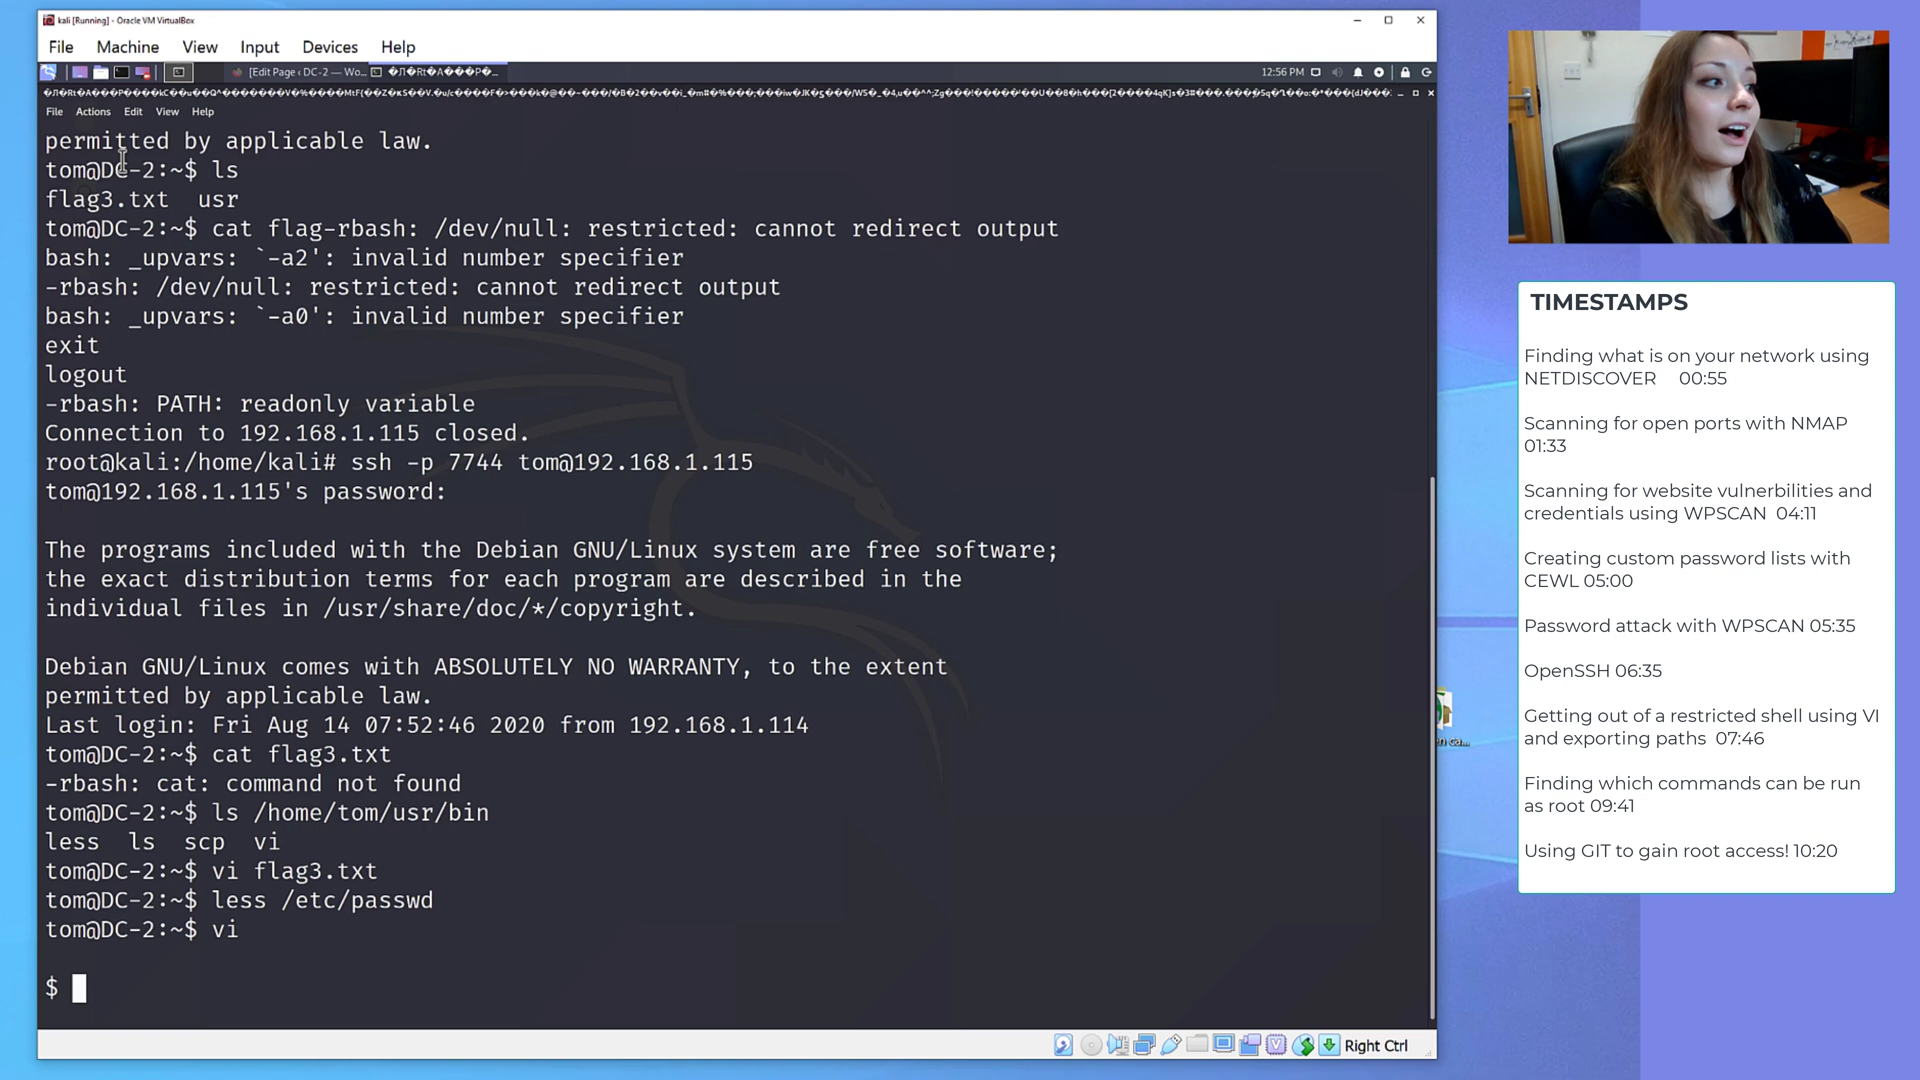 kali [Running] - Oracle VM VirtualBox
File Machine View Input Devices Help
[Edit Page ‹ DC-2 — Wo...
12:56 PM
File Actions Edit View Help
permitted by applicable law.
tom@DC-2:~$ ls
flag3.txt  usr
tom@DC-2:~$ cat flag-rbash: /dev/null: restricted: cannot redirect output
bash: _upvars: `-a2': invalid number specifier
-rbash: /dev/null: restricted: cannot redirect output
bash: _upvars: `-a0': invalid number specifier
exit
logout
-rbash: PATH: readonly variable
Connection to 192.168.1.115 closed.
root@kali:/home/kali# ssh -p 7744 tom@192.168.1.115
tom@192.168.1.115's password:
The programs included with the Debian GNU/Linux system are free software;
the exact distribution terms for each program are described in the
individual files in /usr/share/doc/*/copyright.
Debian GNU/Linux comes with ABSOLUTELY NO WARRANTY, to the extent
permitted by applicable law.
Last login: Fri Aug 14 07:52:46 2020 from 192.168.1.114
tom@DC-2:~$ cat flag3.txt
-rbash: cat: command not found
tom@DC-2:~$ ls /home/tom/usr/bin
less  ls  scp  vi
tom@DC-2:~$ vi flag3.txt
tom@DC-2:~$ less /etc/passwd
tom@DC-2:~$ vi
$
Right Ctrl
TIMESTAMPS
Finding what is on your network using
NETDISCOVER 00:55
Scanning for open ports with NMAP
01:33
Scanning for website vulnerbilities and
credentials using WPSCAN 04:11
Creating custom password lists with
CEWL 05:00
Password attack with WPSCAN 05:35
OpenSSH 06:35
Getting out of a restricted shell using VI
and exporting paths 07:46
Finding which commands can be run
as root 09:41
Using GIT to gain root access! 10:20